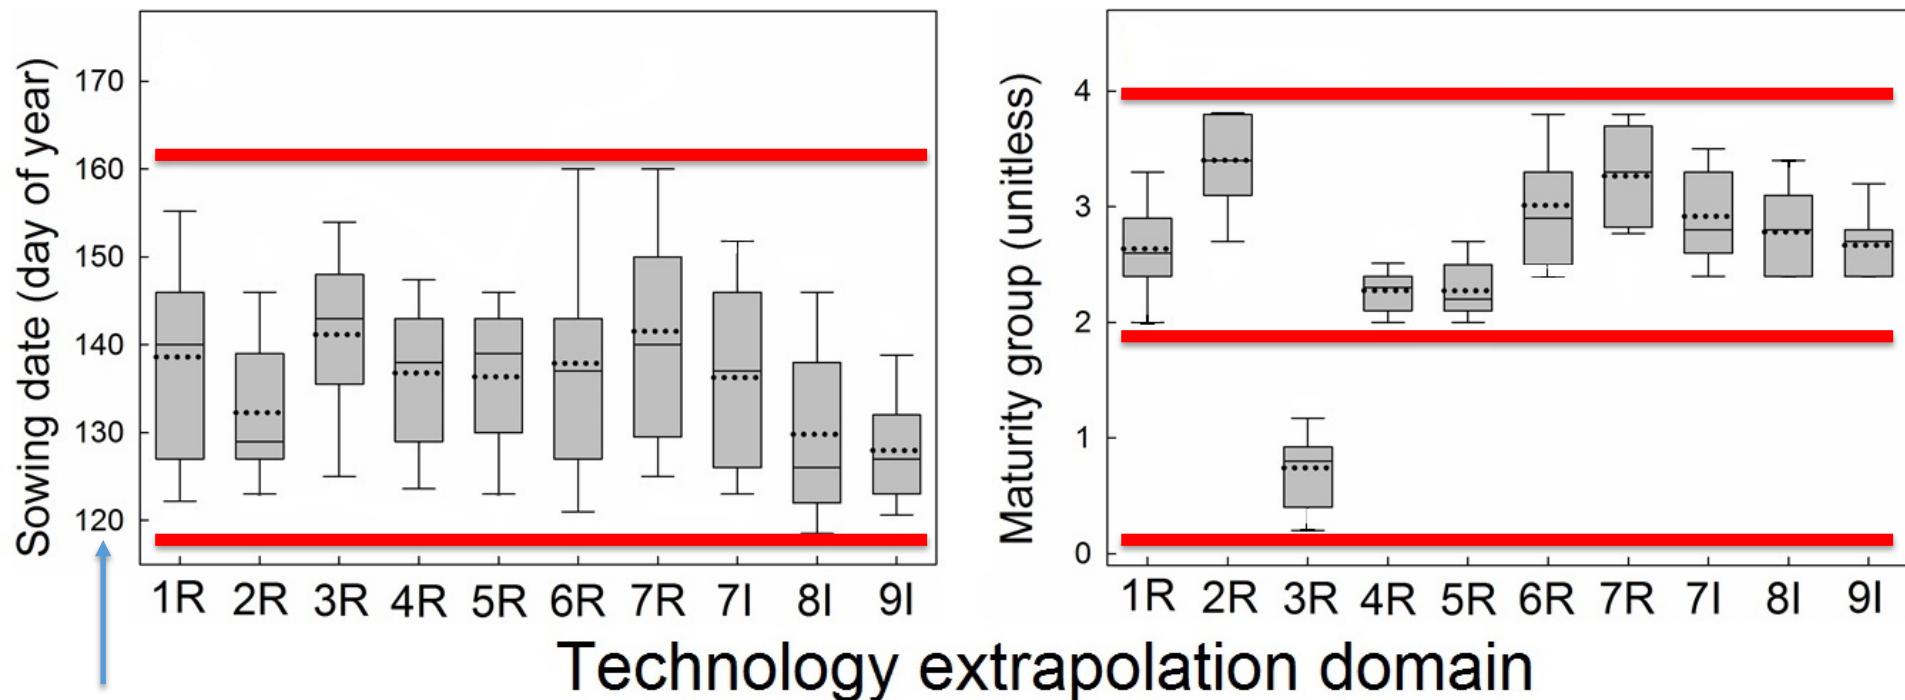 Sowing date (day of year)
170
160
150
140
130
120
1R 2R 3R 4R 5R 6R 7R 7I 8I 9I
Maturity group (unitless)
4
3
2
1
0
1R 2R 3R 4R 5R 6R 7R 7I 8I 9I
Technology extrapolation domain